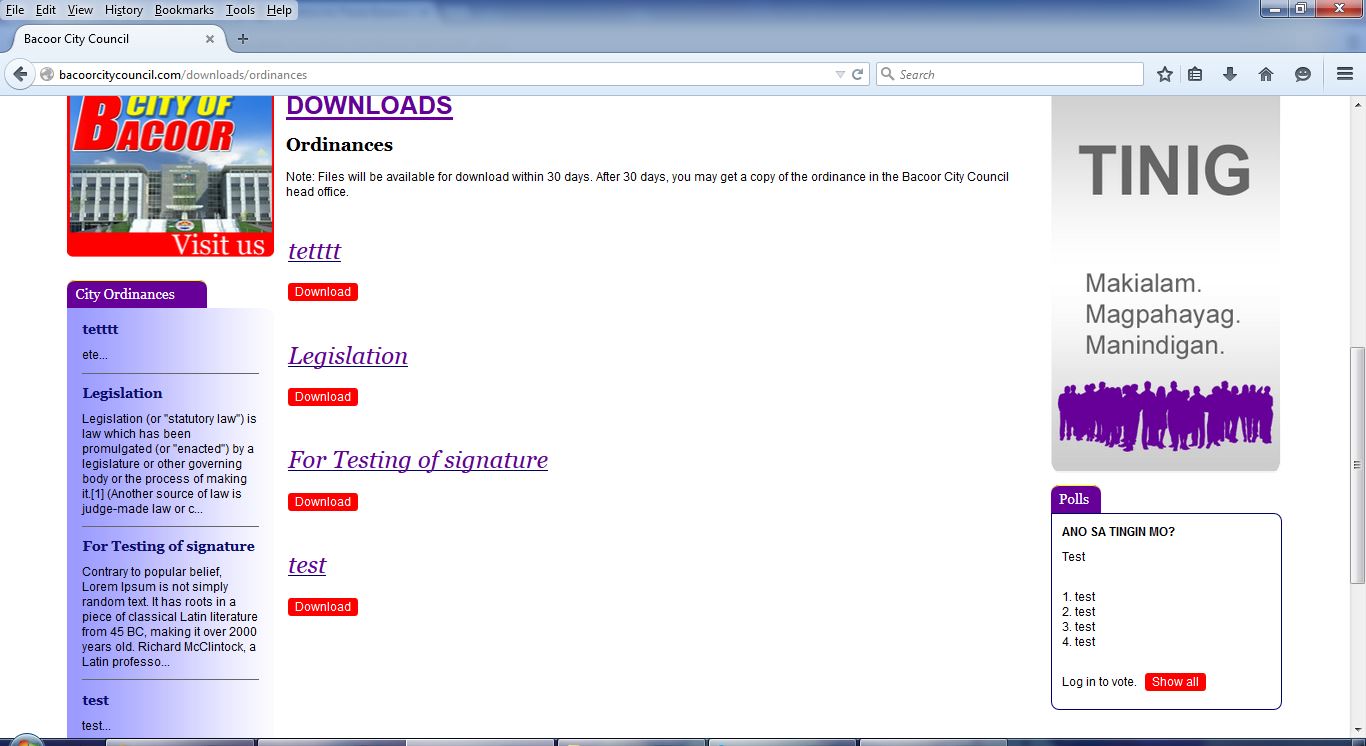 File Edit View History Bookmarks Tools Help
Bacoor City Council
bacoorcitycouncil.com/downloads/ordinances
Search
CITY OF
BACOOR
Visit us
City Ordinances
tetttt
ete...
Legislation
Legislation (or "statutory law") is
law which has been
promulgated (or "enacted") by a
legislature or other governing
body or the process of making
it.[1] (Another source of law is
judge-made law or c...
For Testing of signature
Contrary to popular belief,
Lorem Ipsum is not simply
random text. It has roots in a
piece of classical Latin literature
from 45 BC, making it over 2000
years old. Richard McClintock, a
Latin professo...
test
test...
DOWNLOADS
Ordinances
Note: Files will be available for download within 30 days. After 30 days, you may get a copy of the ordinance in the Bacoor City Council
head office.
tetttt
Download
Legislation
Download
For Testing of signature
Download
test
Download
TINIG
Makialam.
Magpahayag.
Manindigan.
Polls
ANO SA TINGIN MO?
Test
1. test
2. test
3. test
4. test
Log in to vote. Show all